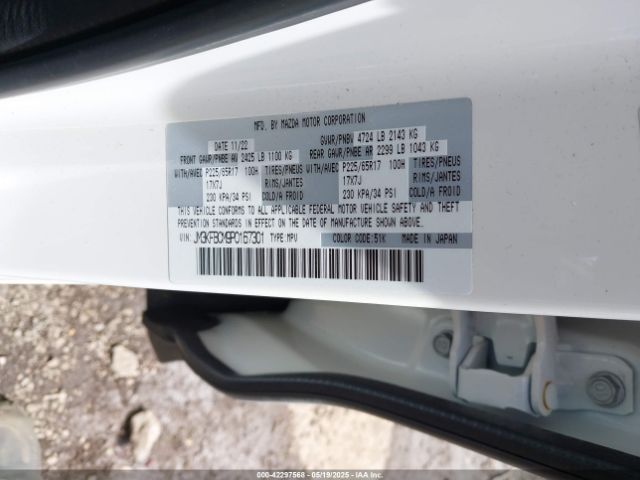 MFD. BY MAZDA MOTOR CORPORATION
DATE 11/22 GVWR/PNBV 4724 LB 2143 KG
FRONT GAWR/PNBE AV 2425 LB 1100 KG REAR GAWR/PNBE AR 2299 LB 1043 KG
WITH/AVEC P225/65R17 100H TIRES/PNEUS WITH/AVEC P225/65R17 100H TIRES/PNEUS
17X7J RIMS/JANTES 17X7J RIMS/JANTES
230 KPA/34 PSI COLD/A FROID 230 KPA/34 PSI COLD/A FROID
THIS VEHICLE CONFORMS TO ALL APPLICABLE FEDERAL MOTOR VEHICLE SAFETY AND THEFT
PREVENTION STANDARDS IN EFFECT ON THE DATE OF MANUFACTURE SHOWN ABOVE.
VIN: JM3KFBCM9P0167301 TYPE: MPV COLOR CODE: 51K MADE IN JAPAN
00-42297568 - 05/19/2025 - IAAI.COM